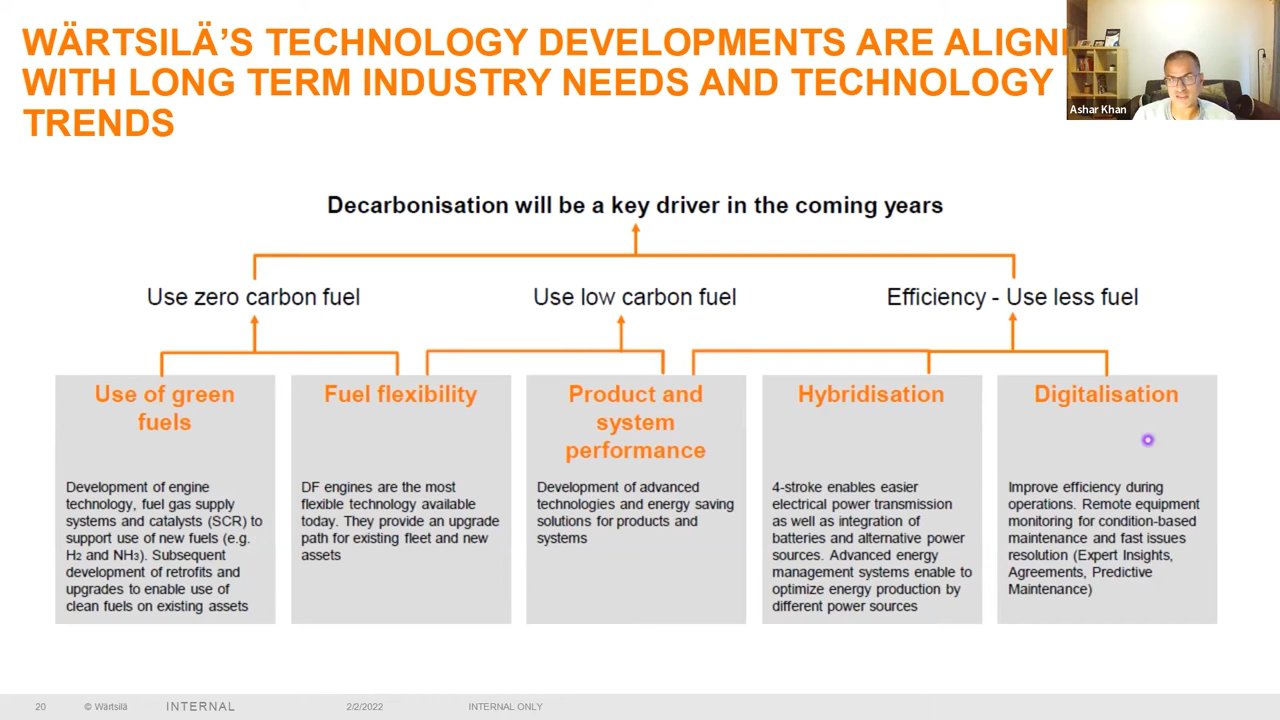 WÄRTSILÄ’S TECHNOLOGY DEVELOPMENTS ARE
WITH LONG TERM INDUSTRY NEEDS AND TECHNOLOGY
TRENDS
Ashar Khan
Decarbonisation will be a key driver in the coming years
Use zero carbon fuel
Use low carbon fuel
Efficiency - Use less fuel
Use of green
fuels
Development of engine
technology, fuel gas supply
systems and catalysts (SCR) to
support use of new fuels (e.g.
H₂ and NH₃). Subsequent
development of retrofits and
upgrades to enable use of
clean fuels on existing assets
Fuel flexibility
DF engines are the most
flexible technology available
today. They provide an upgrade
path for existing fleet and new
assets
Product and
system
performance
Development of advanced
technologies and energy saving
solutions for products and
systems
Hybridisation
4-stroke enables easier
electrical power transmission
as well as integration of
batteries and alternative power
sources. Advanced energy
management systems enable to
optimize energy production by
different power sources
Digitalisation
Improve efficiency during
operations. Remote equipment
monitoring for condition-based
maintenance and fast issues
resolution (Expert Insights,
Agreements, Predictive
Maintenance)
20 © Wärtsilä INTERNAL 2/2/2022 INTERNAL ONLY